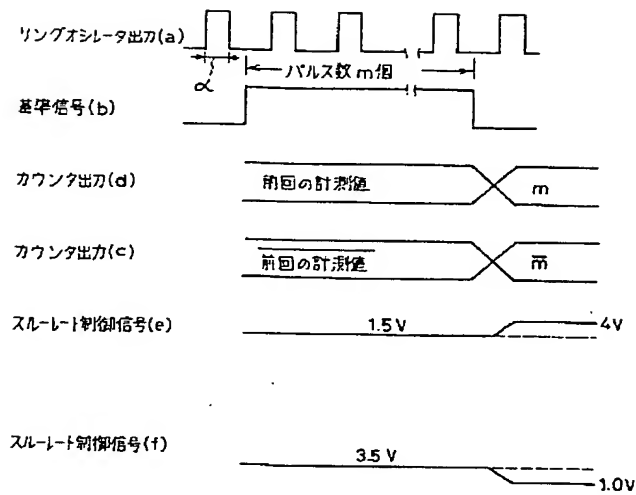 リングオシレータ出力(a)
α
パルス数m個
基準信号(b)
カウンタ出力(d)
前回の計測値
m
カウンタ出力(c)
前回の計測値
m̅
スルーレート制御信号(e)
1.5V
4V
スルーレート制御信号(f)
3.5V
1.0V